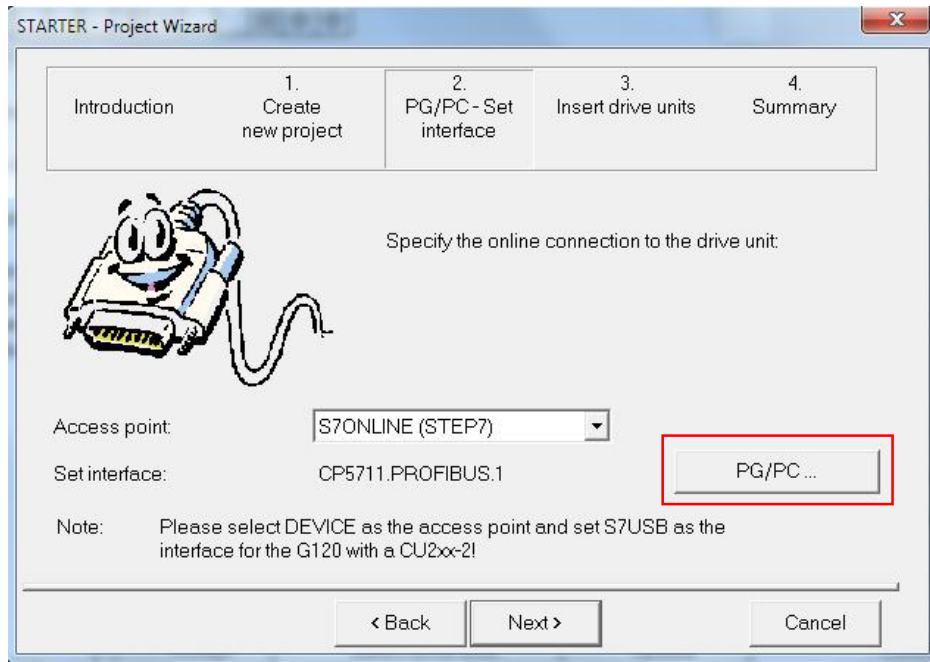 STARTER - Project Wizard
Introduction
1.
Create
new project
2.
PG/PC - Set
interface
3.
Insert drive units
4.
Summary
Specify the online connection to the drive unit:
Access point:
S7ONLINE (STEP7)
Set interface:
CP5711.PROFIBUS.1
PG/PC ...
Note:
Please select DEVICE as the access point and set S7USB as the
interface for the G120 with a CU2xx-2!
< Back
Next >
Cancel